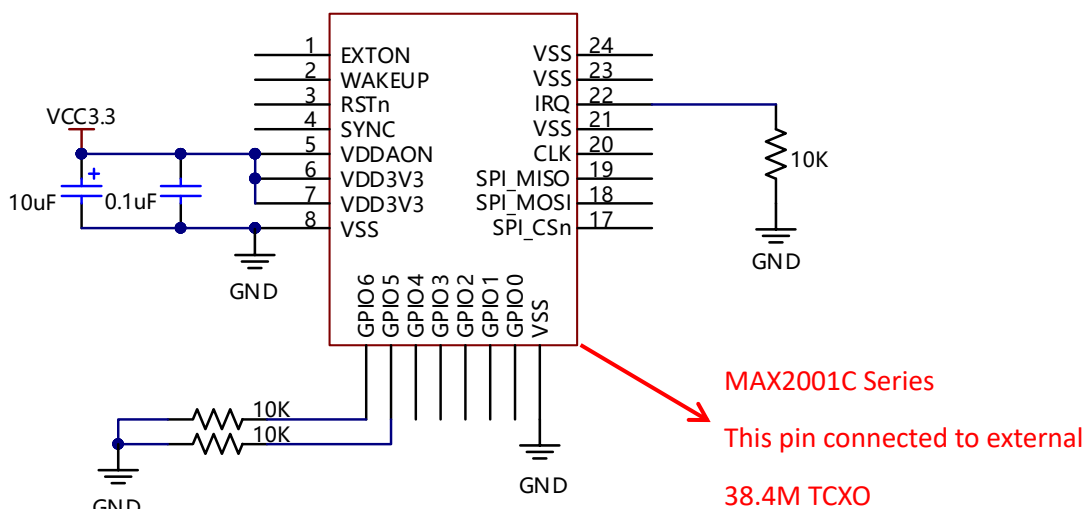 1 EXTON
2 WAKEUP
3 RSTn
4 SYNC
5 VDDAON
6 VDD3V3
7 VDD3V3
8 VSS
VSS 24
VSS 23
IRQ 22
VSS 21
CLK 20
SPI_MISO 19
SPI_MOSI 18
SPI_CSn 17
VCC3.3
+
10uF
0.1uF
GND
10K
GND
GPIO6
GPIO5
GPIO4
GPIO3
GPIO2
GPIO1
GPIO0
VSS
10K
10K
GND
GND
MAX2001C Series
This pin connected to external
38.4M TCXO